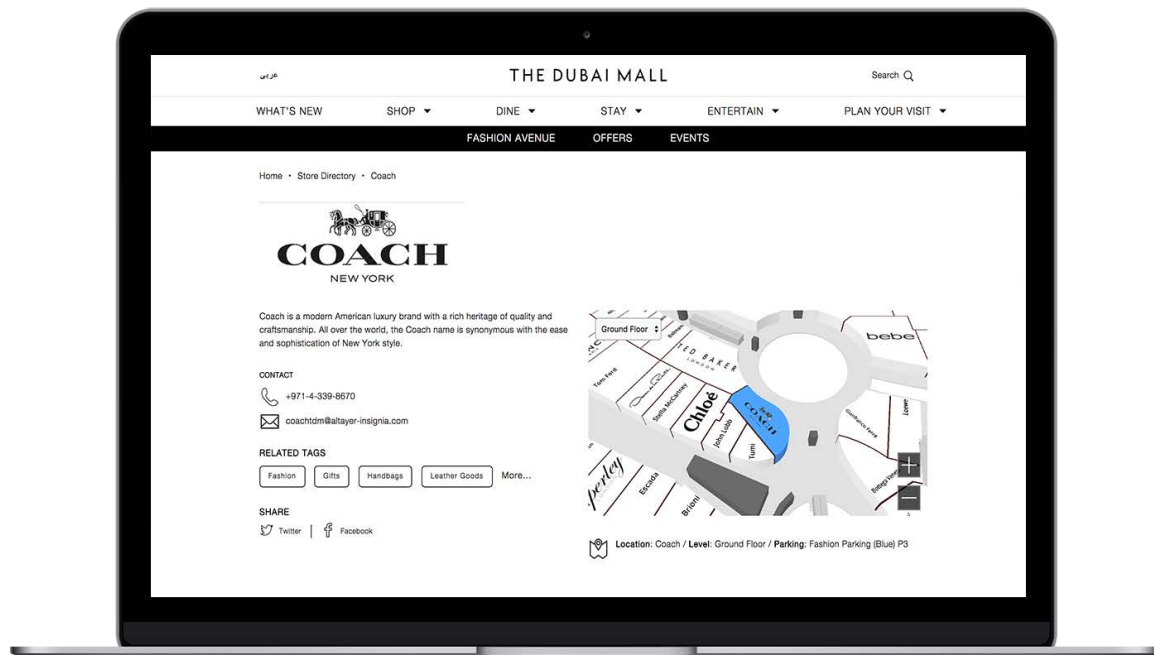 عربي
THE DUBAI MALL
Search
WHAT'S NEW
SHOP
DINE
STAY
ENTERTAIN
PLAN YOUR VISIT
FASHION AVENUE
OFFERS
EVENTS
Home • Store Directory • Coach
COACH
NEW YORK
Coach is a modern American luxury brand with a rich heritage of quality and
craftsmanship. All over the world, the Coach name is synonymous with the ease
and sophistication of New York style.
CONTACT
+971-4-339-8670
coachtdm@altayer-insignia.com
RELATED TAGS
Fashion
Gifts
Handbags
Leather Goods
More...
SHARE
Twitter
Facebook
Ground Floor
bebe
TED BAKER
LONDON
Tom Ford
Stella McCartney
Chloé
John Lobb
Tumi
COACH
Gianfranco Ferré
Loewe
Escada
Brioni
Location: Coach / Level: Ground Floor / Parking: Fashion Parking (Blue) P3